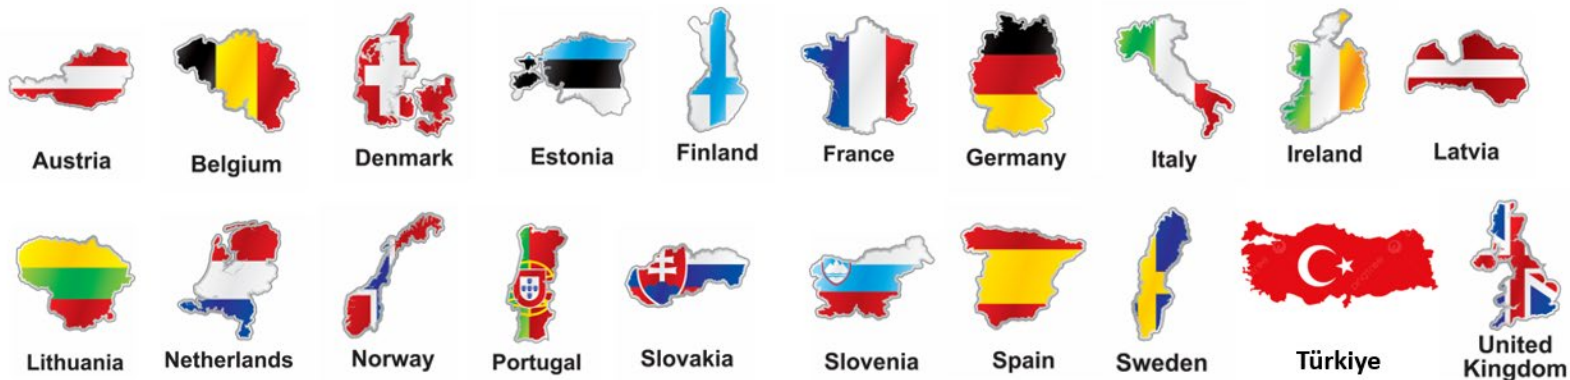 Austria
Belgium
Denmark
Estonia
Finland
France
Germany
Italy
Ireland
Latvia
Lithuania
Netherlands
Norway
Portugal
Slovakia
Slovenia
Spain
Sweden
Türkiye
United
Kingdom